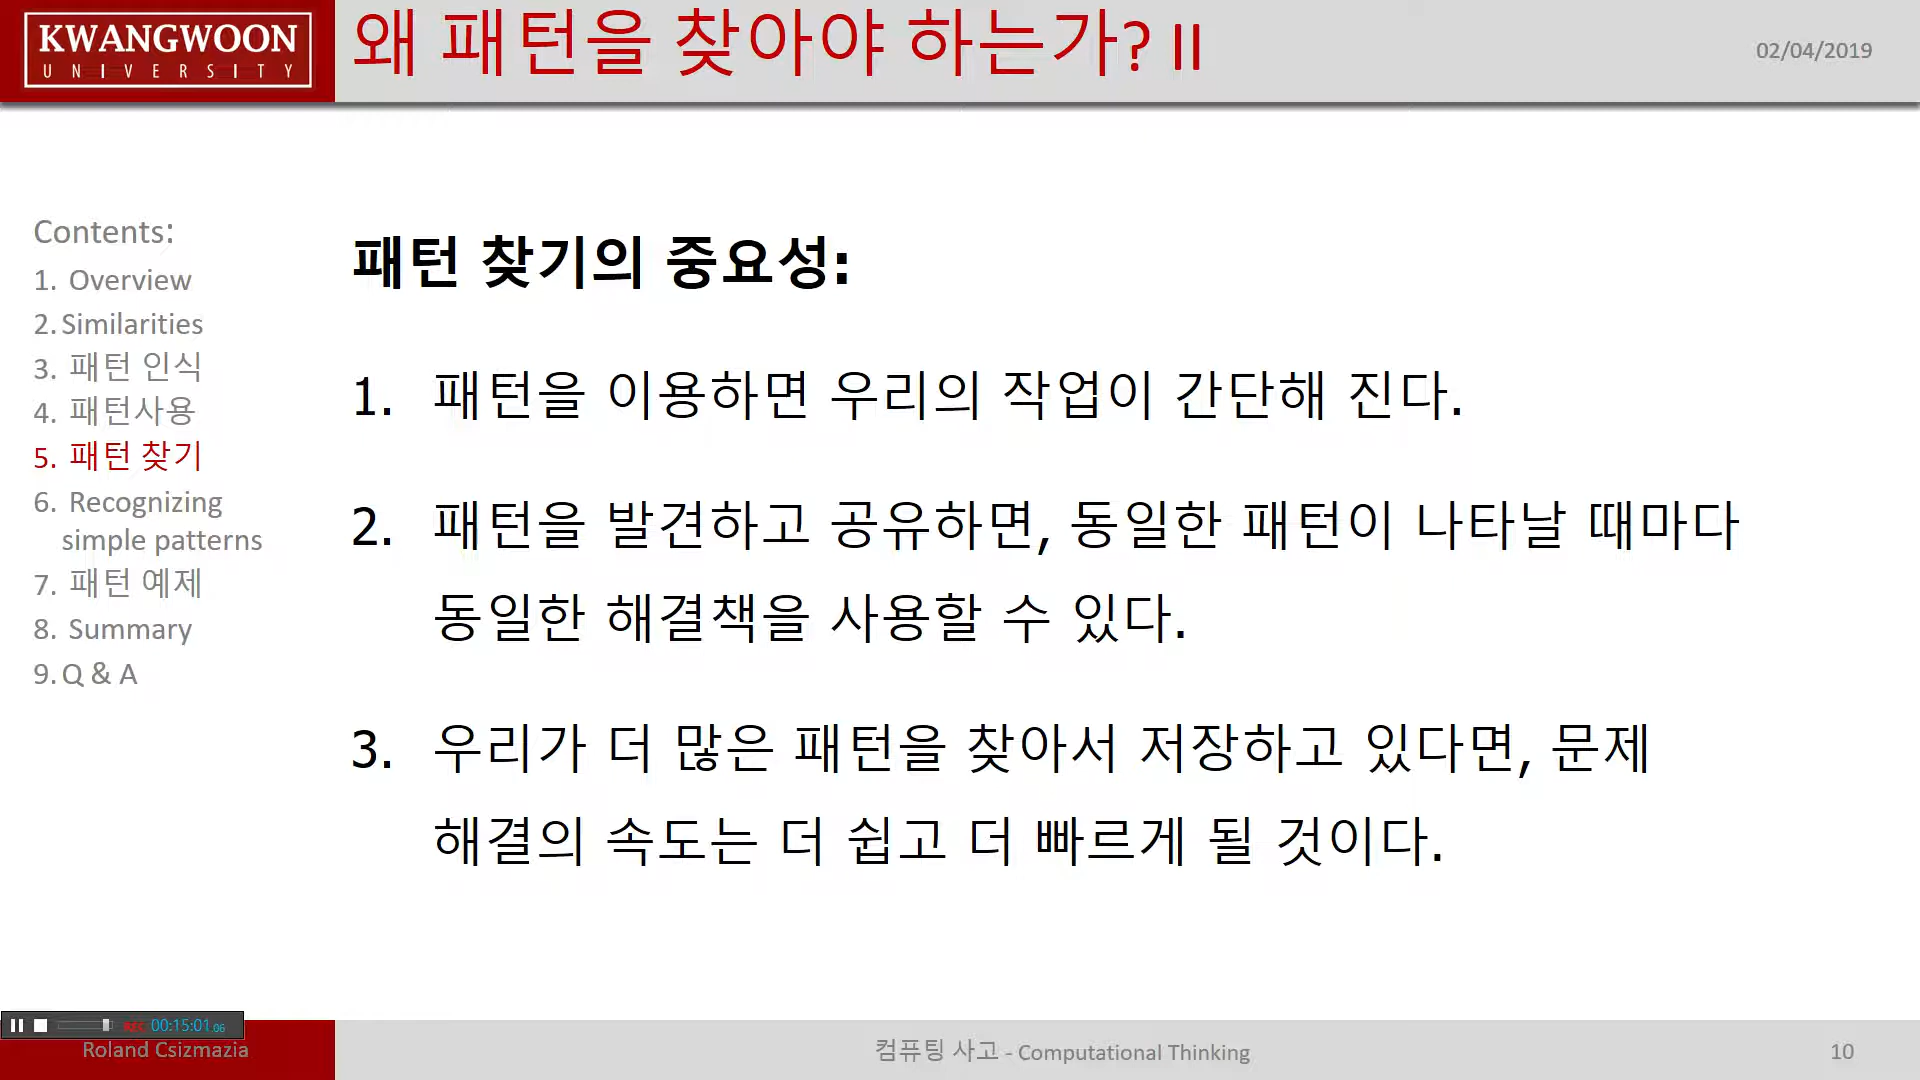 KWANGWOON
UNIVERSITY
왜 패턴을 찾아야 하는가? II
02/04/2019
Contents:
1. Overview
2. Similarities
3. 패턴 인식
4. 패턴사용
5. 패턴 찾기
6. Recognizing
simple patterns
7. 패턴 예제
8. Summary
9. Q & A
패턴 찾기의 중요성:
1. 패턴을 이용하면 우리의 작업이 간단해 진다.
2. 패턴을 발견하고 공유하면, 동일한 패턴이 나타날 때마다
동일한 해결책을 사용할 수 있다.
3. 우리가 더 많은 패턴을 찾아서 저장하고 있다면, 문제
해결의 속도는 더 쉽고 더 빠르게 될 것이다.
REC 00:15:01.06
Roland Csizmazia
컴퓨팅 사고 - Computational Thinking
10